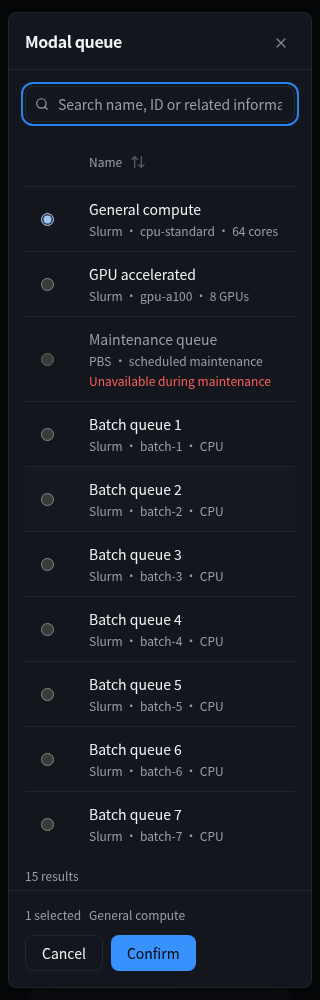 Modal queue
Search name, ID or related informa
Name
General compute
Slurm • cpu-standard • 64 cores
GPU accelerated
Slurm • gpu-a100 • 8 GPUs
Maintenance queue
PBS • scheduled maintenance
Unavailable during maintenance
Batch queue 1
Slurm • batch-1 • CPU
Batch queue 2
Slurm • batch-2 • CPU
Batch queue 3
Slurm • batch-3 • CPU
Batch queue 4
Slurm • batch-4 • CPU
Batch queue 5
Slurm • batch-5 • CPU
Batch queue 6
Slurm • batch-6 • CPU
Batch queue 7
Slurm • batch-7 • CPU
15 results
1 selected General compute
Cancel Confirm